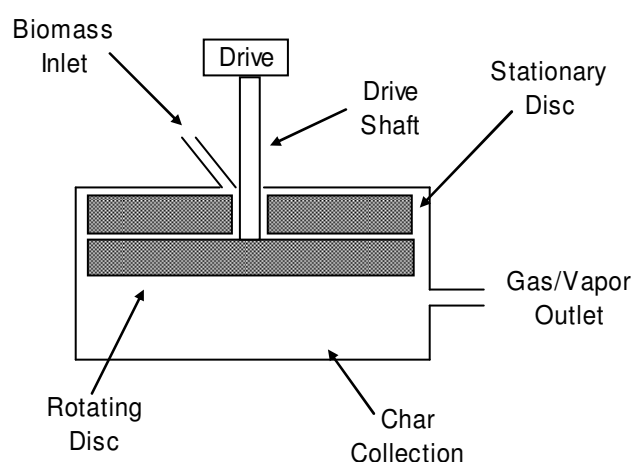 Biomass
Inlet
Drive
Drive
Shaft
Stationary
Disc
Gas/Vapor
Outlet
Rotating
Disc
Char
Collection